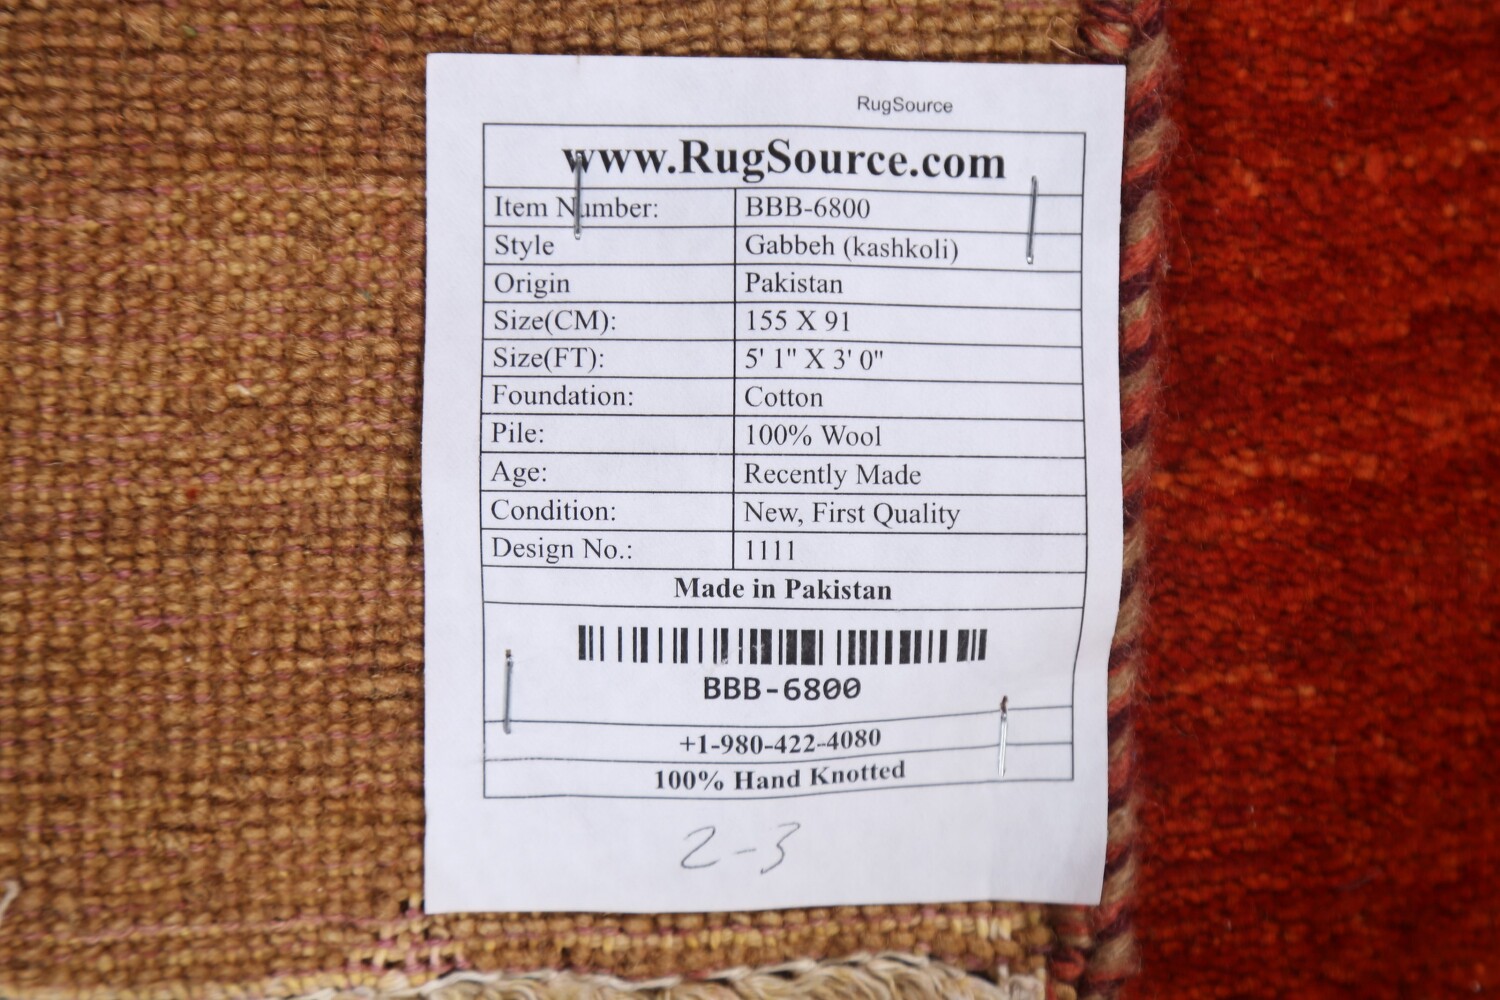 RugSource
www.RugSource.com
Item Number: BBB-6800
Style Gabbeh (kashkoli)
Origin Pakistan
Size(CM): 155 X 91
Size(FT): 5' 1" X 3' 0"
Foundation: Cotton
Pile: 100% Wool
Age: Recently Made
Condition: New, First Quality
Design No.: 1111
Made in Pakistan
BBB-6800
+1-980-422-4080
100% Hand Knotted
2-3